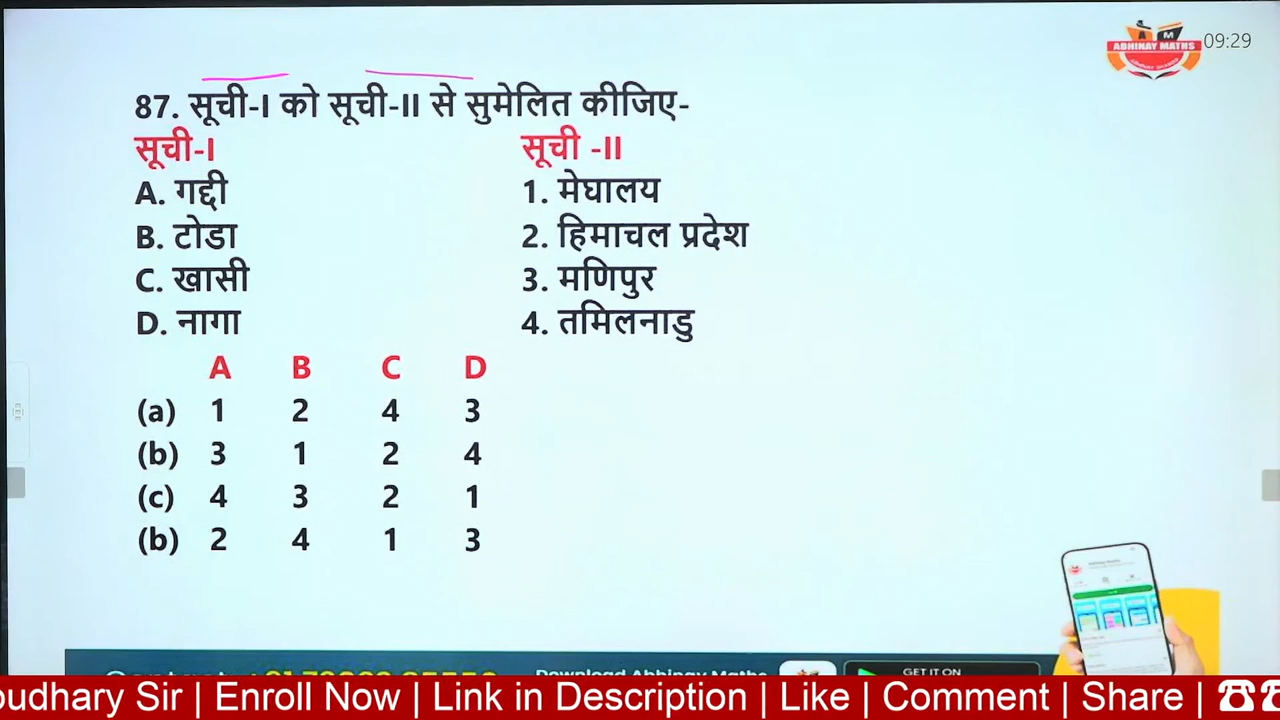 ABHINAY MATHS
09:29
87. सूची-I को सूची-II से सुमेलित कीजिए-
सूची-I सूची -II
A. गद्दी 1. मेघालय
B. टोडा 2. हिमाचल प्रदेश
C. खासी 3. मणिपुर
D. नागा 4. तमिलनाडु
A B C D
(a) 1 2 4 3
(b) 3 1 2 4
(c) 4 3 2 1
(b) 2 4 1 3
Download Abhinay Maths
GET IT ON
oudhary Sir | Enroll Now | Link in Description | Like | Comment | Share |